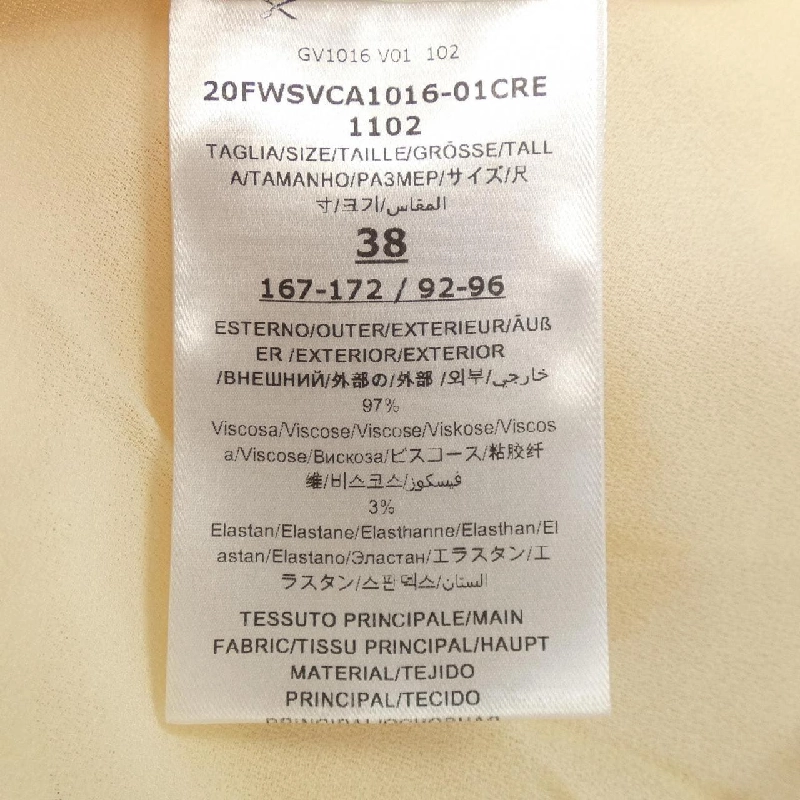 GV1016 V01 102
20FWSVCA1016-01CRE
1102
TAGLIA/SIZE/TAILLE/GRÖSSE/TALL
A/TAMANHO/РАЗМЕР/サイズ/尺
寸/크기/المقاس
38
167-172 / 92-96
ESTERNO/OUTER/EXTERIEUR/ÄUß
ER /EXTERIOR/EXTERIOR
/ВНЕШНИЙ/外部の/外部 /외부/خارجي
97%
Viscosa/Viscose/Viscose/Viskose/Viscos
a/Viscose/Вискоза/ビスコース/粘胶纤
维/비스코스/فيسكوز
3%
Elastan/Elastane/Elasthanne/Elasthan/El
astan/Elastano/Эластан/エラスタン/エ
ラスタン/스판덱스/الستان
TESSUTO PRINCIPALE/MAIN
FABRIC/TISSU PRINCIPAL/HAUPT
MATERIAL/TEJIDO
PRINCIPAL/TECIDO